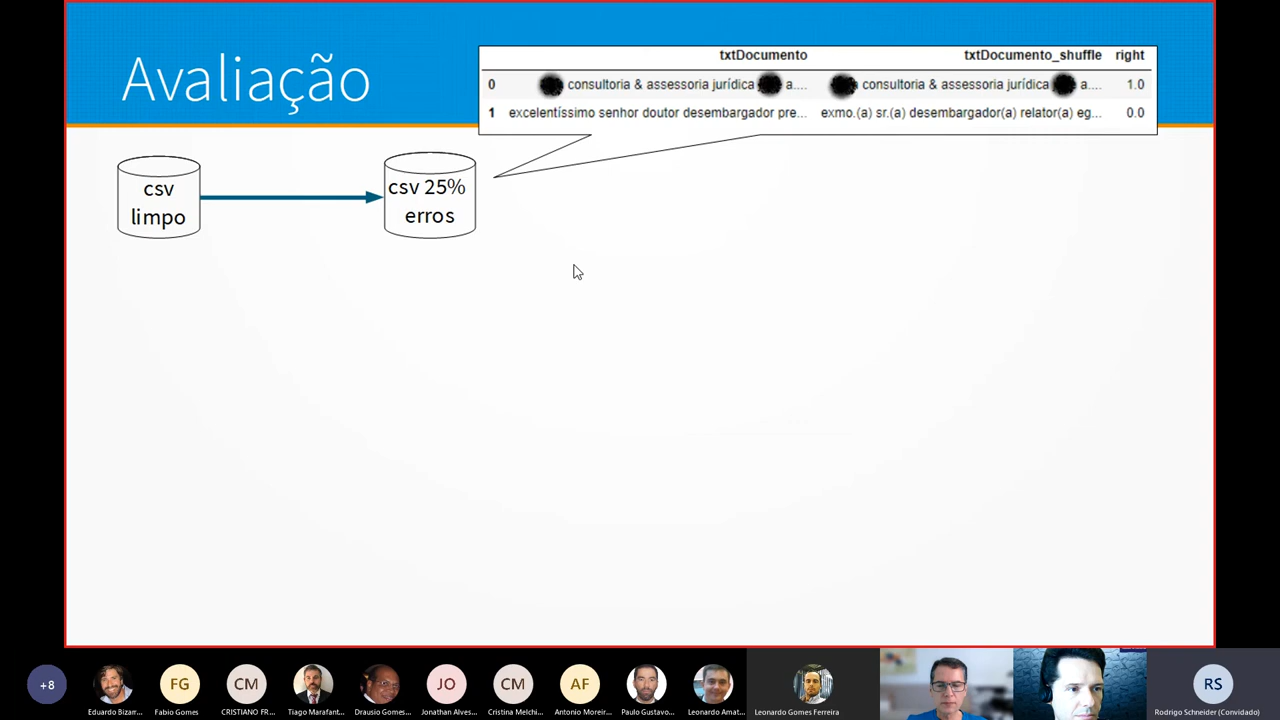 Avaliação
txtDocumento txtDocumento_shuffle right
0 consultoria & assessoria jurídica a.... consultoria & assessoria jurídica a.... 1.0
1 excelentíssimo senhor doutor desembargador pre... exmo.(a) sr.(a) desembargador(a) relator(a) eg... 0.0
csv
limpo
csv 25%
erros
+8
FG
CM
JO
CM
AF
RS
Eduardo Bizarr...
Fabio Gomes
CRISTIANO FR...
Tiago Marafant...
Drausio Gomes...
Jonathan Alves...
Cristina Melchi...
Antonio Moreir...
Paulo Gustavo...
Leonardo Amat...
Leonardo Gomes Ferreira
Rodrigo Schneider (Convidado)